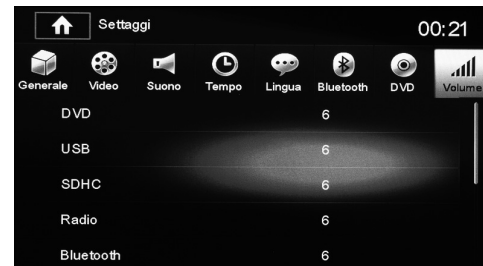 Settaggi 00:21
Generale Video Suono Tempo Lingua Bluetooth DVD Volume
DVD 6
USB 6
SDHC 6
Radio 6
Bluetooth 6